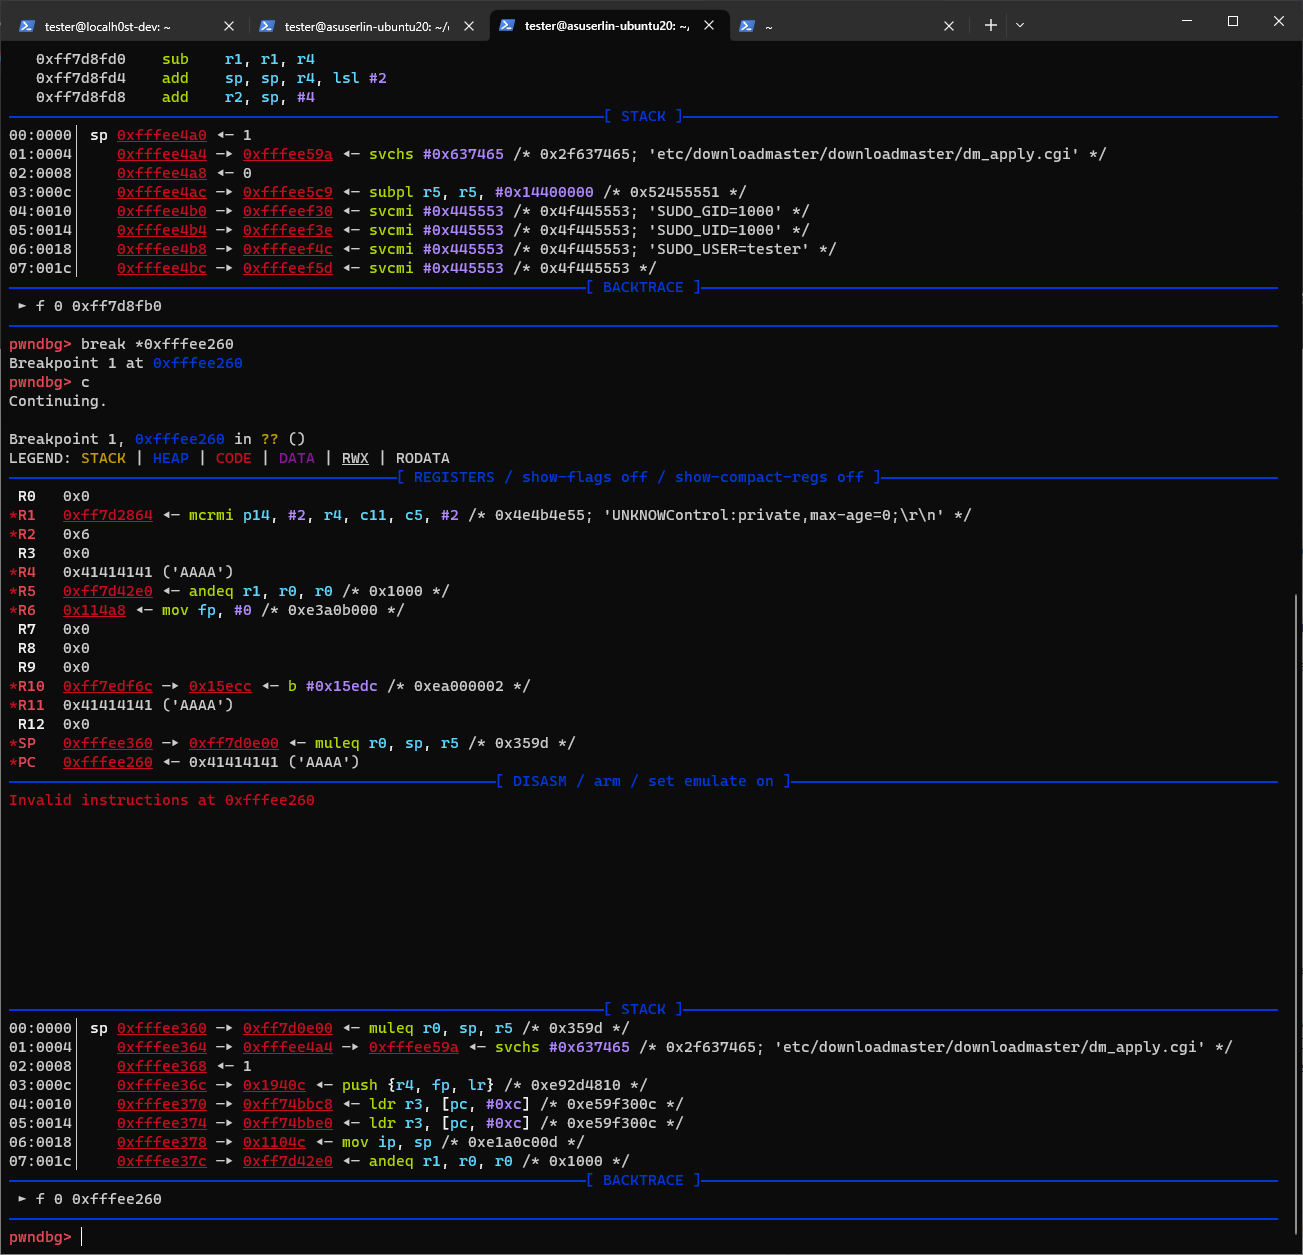 tester@localh0st-dev: ~
tester@asuserlin-ubuntu20: ~/
tester@asuserlin-ubuntu20: ~/
~
0xff7d8fd0 sub r1, r1, r4
0xff7d8fd4 add sp, sp, r4, lsl #2
0xff7d8fd8 add r2, sp, #4
[ STACK ]
00:0000│ sp 0xfffee4a0 ◂— 1
01:0004│ 0xfffee4a4 —▸ 0xfffee59a ◂— svchs #0x637465 /* 0x2f637465; 'etc/downloadmaster/downloadmaster/dm_apply.cgi' */
02:0008│ 0xfffee4a8 ◂— 0
03:000c│ 0xfffee4ac —▸ 0xfffee5c9 ◂— subpl r5, r5, #0x14400000 /* 0x52455551 */
04:0010│ 0xfffee4b0 —▸ 0xfffeef30 ◂— svcmi #0x445553 /* 0x4f445553; 'SUDO_GID=1000' */
05:0014│ 0xfffee4b4 —▸ 0xfffeef3e ◂— svcmi #0x445553 /* 0x4f445553; 'SUDO_UID=1000' */
06:0018│ 0xfffee4b8 —▸ 0xfffeef4c ◂— svcmi #0x445553 /* 0x4f445553; 'SUDO_USER=tester' */
07:001c│ 0xfffee4bc —▸ 0xfffeef5d ◂— svcmi #0x445553 /* 0x4f445553 */
[ BACKTRACE ]
► f 0 0xff7d8fb0
pwndbg> break *0xfffee260
Breakpoint 1 at 0xfffee260
pwndbg> c
Continuing.
Breakpoint 1, 0xfffee260 in ?? ()
LEGEND: STACK | HEAP | CODE | DATA | RWX | RODATA
[ REGISTERS / show-flags off / show-compact-regs off ]
R0 0x0
*R1 0xff7d2864 ◂— mcrmi p14, #2, r4, c11, c5, #2 /* 0x4e4b4e55; 'UNKNOWControl:private,max-age=0;\r\n' */
*R2 0x6
R3 0x0
*R4 0x41414141 ('AAAA')
*R5 0xff7d42e0 ◂— andeq r1, r0, r0 /* 0x1000 */
*R6 0x114a8 ◂— mov fp, #0 /* 0xe3a0b000 */
R7 0x0
R8 0x0
R9 0x0
*R10 0xff7edf6c —▸ 0x15ecc ◂— b #0x15edc /* 0xea000002 */
*R11 0x41414141 ('AAAA')
R12 0x0
*SP 0xfffee360 —▸ 0xff7d0e00 ◂— muleq r0, sp, r5 /* 0x359d */
*PC 0xfffee260 ◂— 0x41414141 ('AAAA')
[ DISASM / arm / set emulate on ]
Invalid instructions at 0xfffee260
[ STACK ]
00:0000│ sp 0xfffee360 —▸ 0xff7d0e00 ◂— muleq r0, sp, r5 /* 0x359d */
01:0004│ 0xfffee364 —▸ 0xfffee4a4 —▸ 0xfffee59a ◂— svchs #0x637465 /* 0x2f637465; 'etc/downloadmaster/downloadmaster/dm_apply.cgi' */
02:0008│ 0xfffee368 ◂— 1
03:000c│ 0xfffee36c —▸ 0x1940c ◂— push {r4, fp, lr} /* 0xe92d4810 */
04:0010│ 0xfffee370 —▸ 0xff74bbc8 ◂— ldr r3, [pc, #0xc] /* 0xe59f300c */
05:0014│ 0xfffee374 —▸ 0xff74bbe0 ◂— ldr r3, [pc, #0xc] /* 0xe59f300c */
06:0018│ 0xfffee378 —▸ 0x1104c ◂— mov ip, sp /* 0xe1a0c00d */
07:001c│ 0xfffee37c —▸ 0xff7d42e0 ◂— andeq r1, r0, r0 /* 0x1000 */
[ BACKTRACE ]
► f 0 0xfffee260
pwndbg>